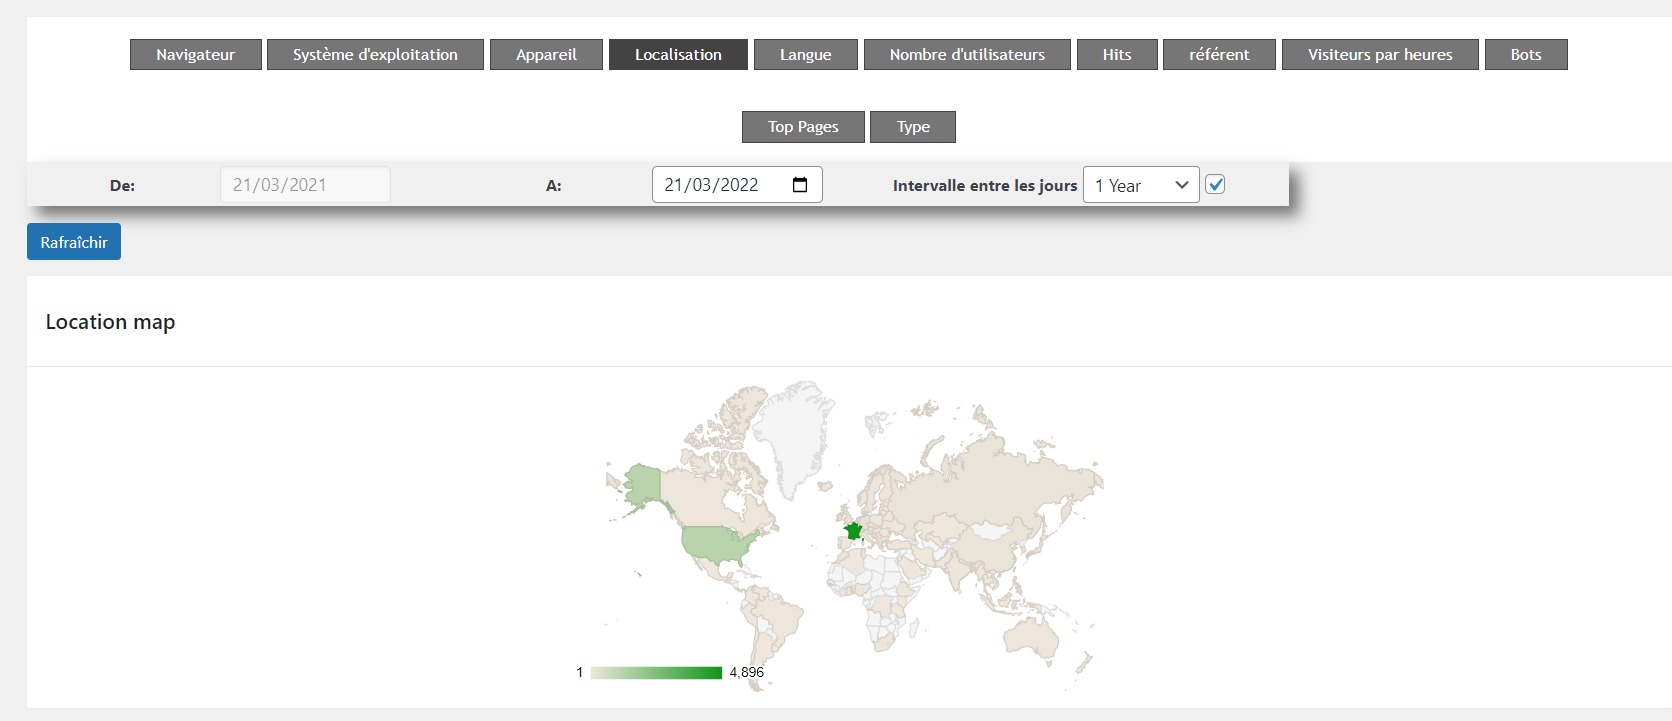 Navigateur Système d'exploitation Appareil Localisation Langue Nombre d'utilisateurs Hits référent Visiteurs par heures Bots
Top Pages Type
De: 21/03/2021 A: 21/03/2022 Intervalle entre les jours 1 Year
Rafraîchir
Location map
1 4,896